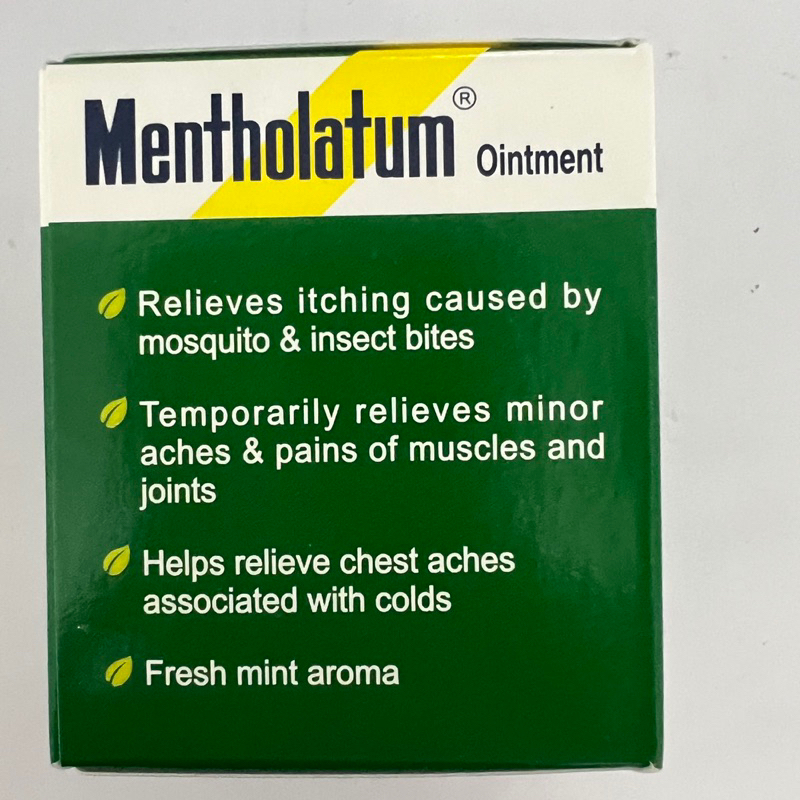 Mentholatum® Ointment
Relieves itching caused by
mosquito & insect bites
Temporarily relieves minor
aches & pains of muscles and
joints
Helps relieve chest aches
associated with colds
Fresh mint aroma